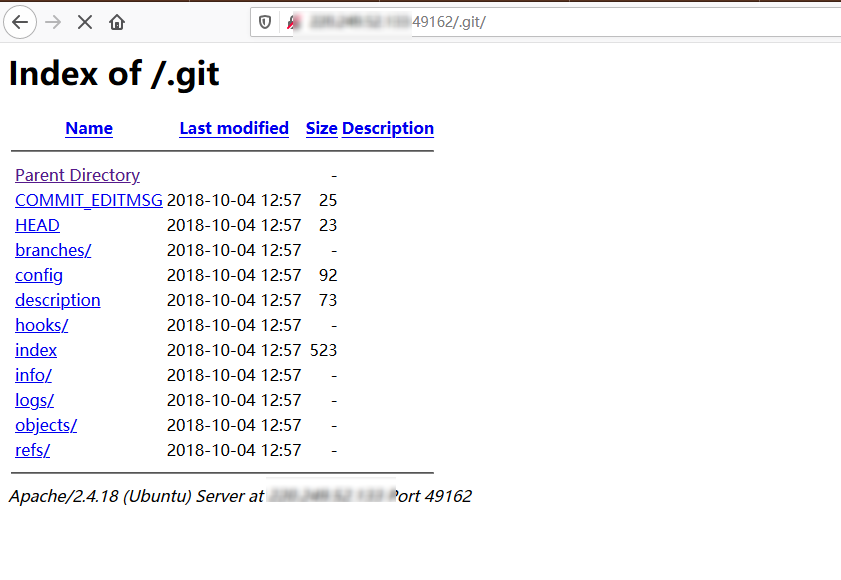 49162/.git/
Index of /.git
Name Last modified Size Description
Parent Directory -
COMMIT_EDITMSG 2018-10-04 12:57 25
HEAD 2018-10-04 12:57 23
branches/ 2018-10-04 12:57 -
config 2018-10-04 12:57 92
description 2018-10-04 12:57 73
hooks/ 2018-10-04 12:57 -
index 2018-10-04 12:57 523
info/ 2018-10-04 12:57 -
logs/ 2018-10-04 12:57 -
objects/ 2018-10-04 12:57 -
refs/ 2018-10-04 12:57 -
Apache/2.4.18 (Ubuntu) Server at Port 49162